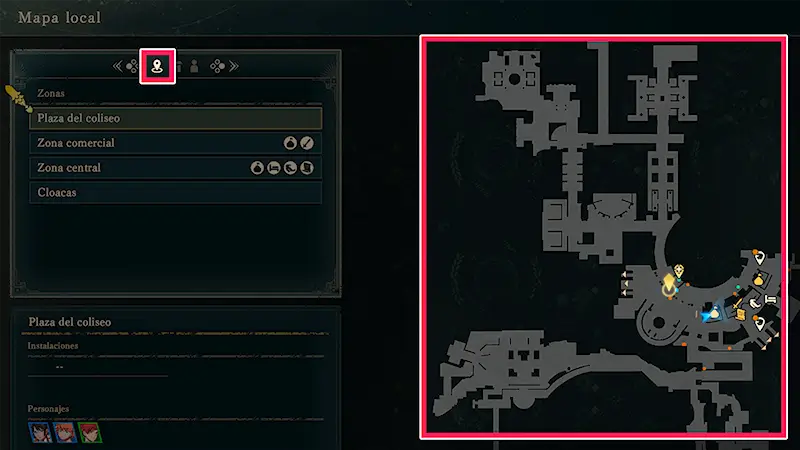 Mapa local
Zonas
Plaza del coliseo
Zona comercial
Zona central
Cloacas
Plaza del coliseo
Instalaciones
--
Personajes